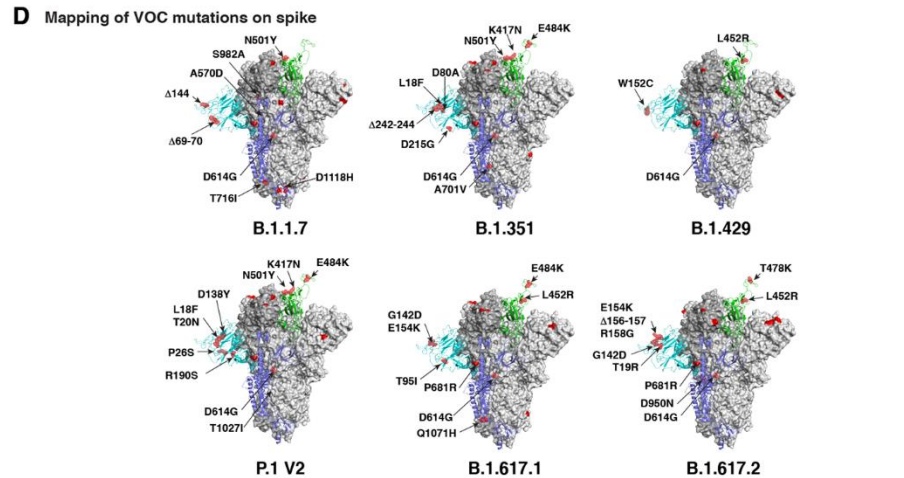 D Mapping of VOC mutations on spike
N501Y
S982A
A570D
Δ144
Δ69-70
D614G
T716I
D1118H
B.1.1.7
K417N
E484K
N501Y
D80A
L18F
Δ242-244
D215G
D614G
A701V
B.1.351
L452R
W152C
D614G
B.1.429
K417N
E484K
N501Y
D138Y
L18F
T20N
P26S
R190S
D614G
T1027I
P.1 V2
E484K
L452R
G142D
E154K
T95I
P681R
D614G
Q1071H
B.1.617.1
T478K
L452R
E154K
Δ156-157
R158G
G142D
T19R
P681R
D950N
D614G
B.1.617.2